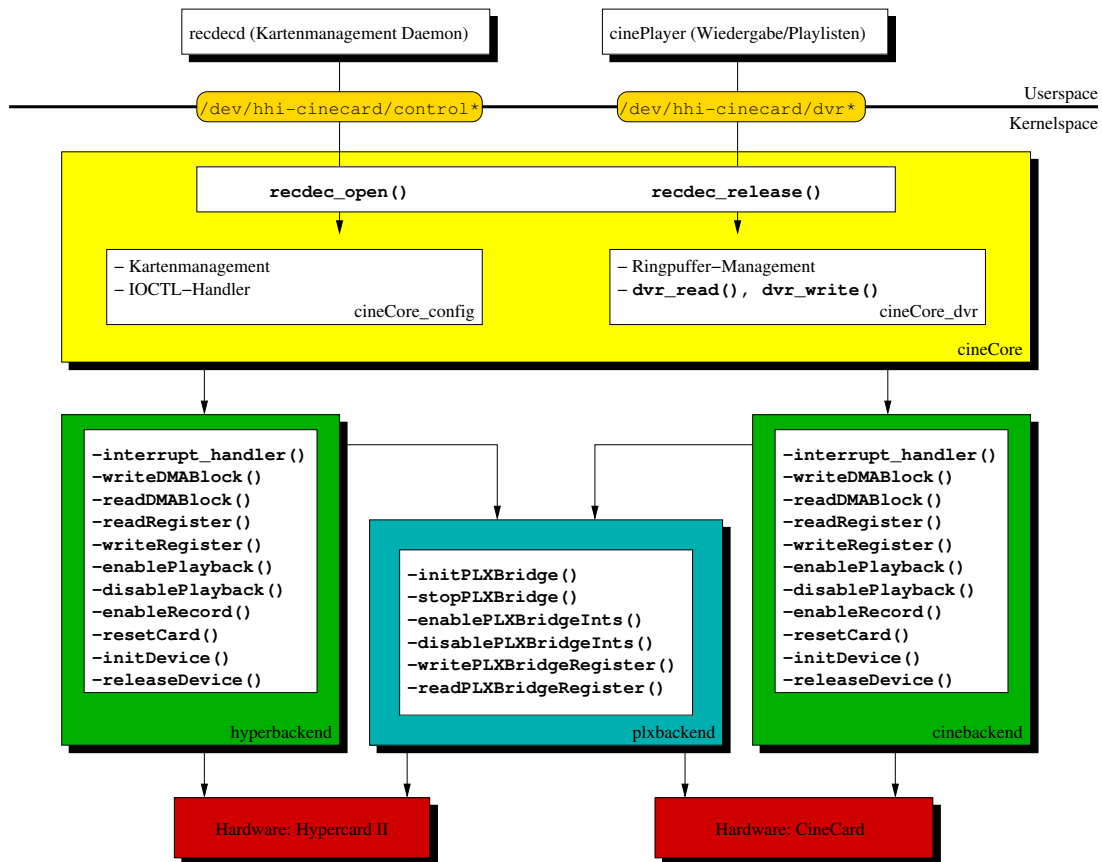 recdecd (Kartenmanagement Daemon)
cinePlayer (Wiedergabe/Playlisten)
Userspace
/dev/hhi-cinecard/control*
/dev/hhi-cinecard/dvr*
Kernelspace
recdec_open()
recdec_release()
– Kartenmanagement
– IOCTL–Handler
cineCore_config
– Ringpuffer–Management
– dvr_read(), dvr_write()
cineCore_dvr
cineCore
–interrupt_handler()
–writeDMABlock()
–readDMABlock()
–readRegister()
–writeRegister()
–enablePlayback()
–disablePlayback()
–enableRecord()
–resetCard()
–initDevice()
–releaseDevice()
hyperbackend
–initPLXBridge()
–stopPLXBridge()
–enablePLXBridgeInts()
–disablePLXBridgeInts()
–writePLXBridgeRegister()
–readPLXBridgeRegister()
plxbackend
–interrupt_handler()
–writeDMABlock()
–readDMABlock()
–readRegister()
–writeRegister()
–enablePlayback()
–disablePlayback()
–enableRecord()
–resetCard()
–initDevice()
–releaseDevice()
cinebackend
Hardware: Hypercard II
Hardware: CineCard